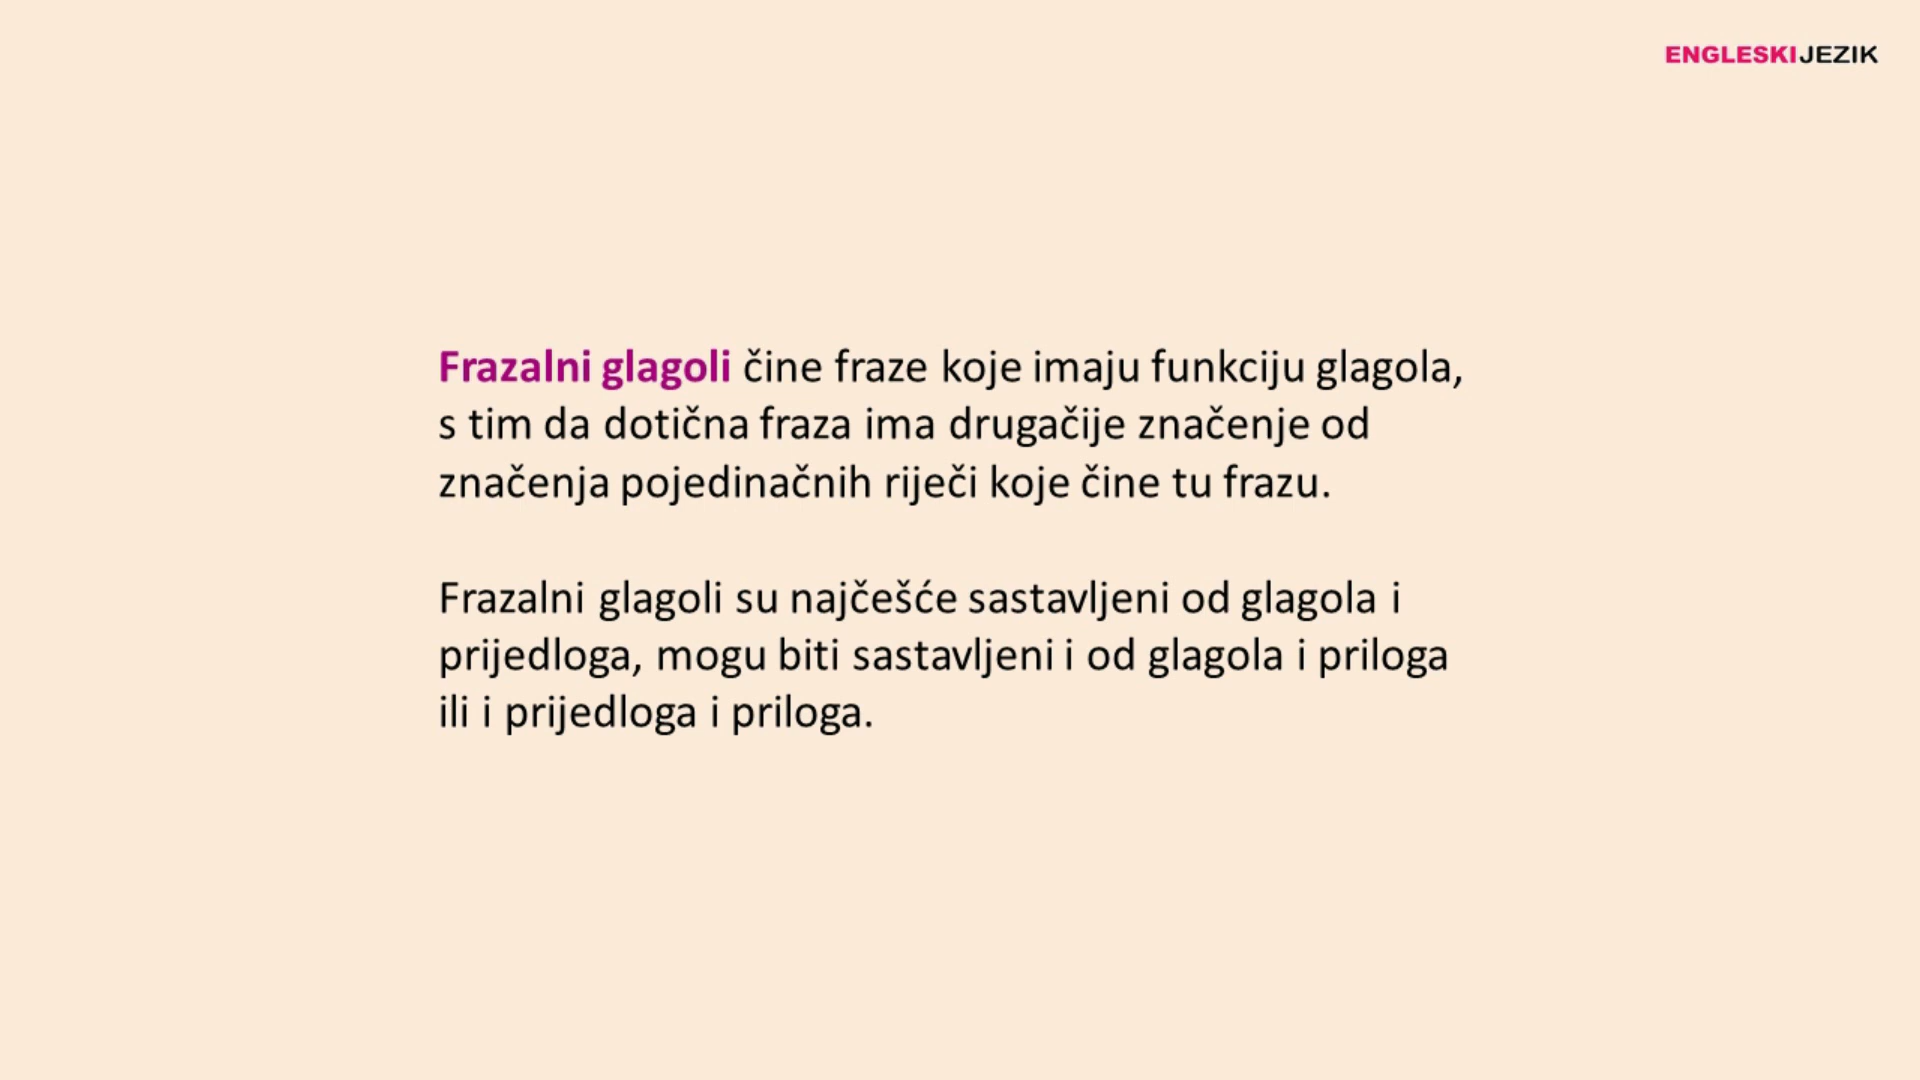 ENGLESKIJEZIK
Frazalni glagoli čine fraze koje imaju funkciju glagola,
s tim da dotična fraza ima drugačije značenje od
značenja pojedinačnih riječi koje čine tu frazu.
Frazalni glagoli su najčešće sastavljeni od glagola i
prijedloga, mogu biti sastavljeni i od glagola i priloga
ili i prijedloga i priloga.